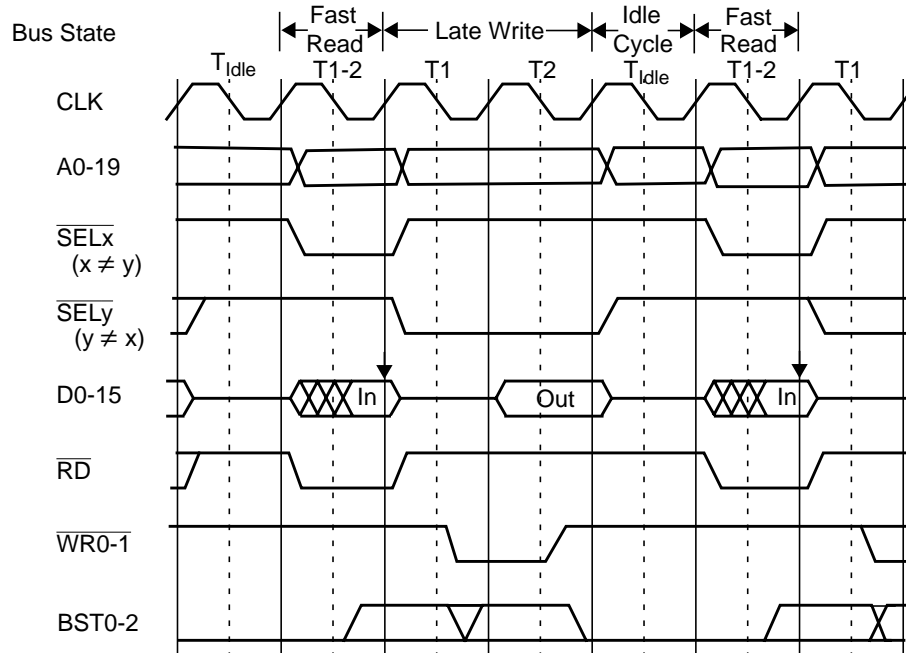 Bus State
Fast Read
Late Write
Idle Cycle
Fast Read
TIdle
T1-2
T1
T2
TIdle
T1-2
T1
CLK
A0-19
SELx
(x ≠ y)
SELy
(y ≠ x)
D0-15
In
Out
In
RD
WR0-1
BST0-2